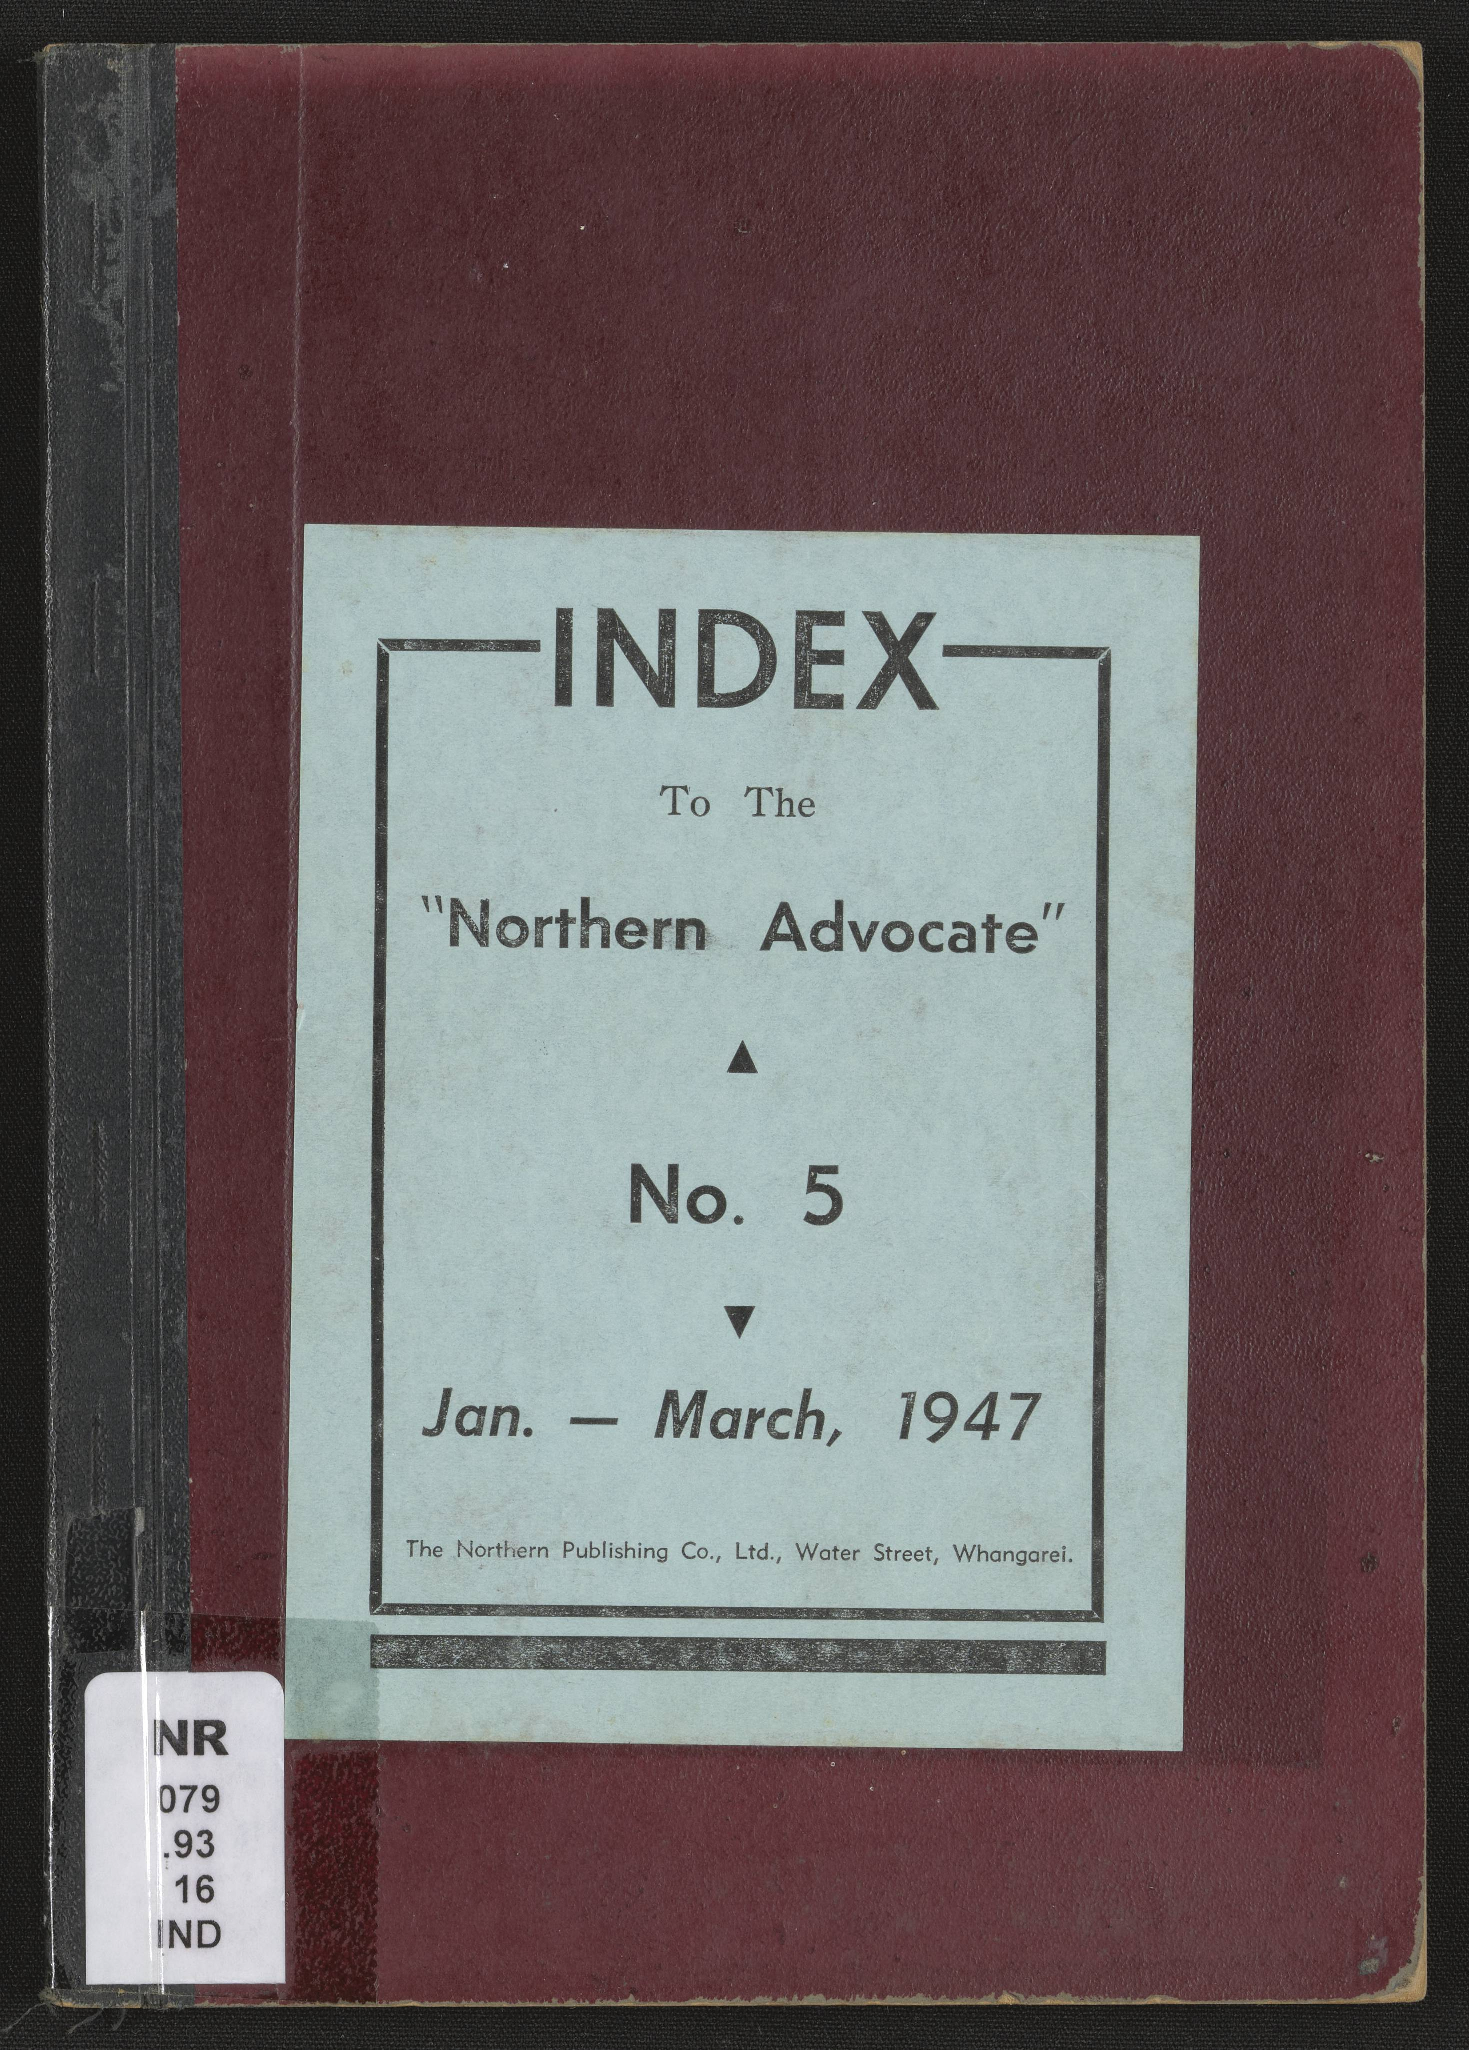 INDEX
To The
"Northern Advocate"
No. 5
Jan. — March, 1947
The Northern Publishing Co., Ltd., Water Street, Whangarei.
NR
079
.93
16
IND